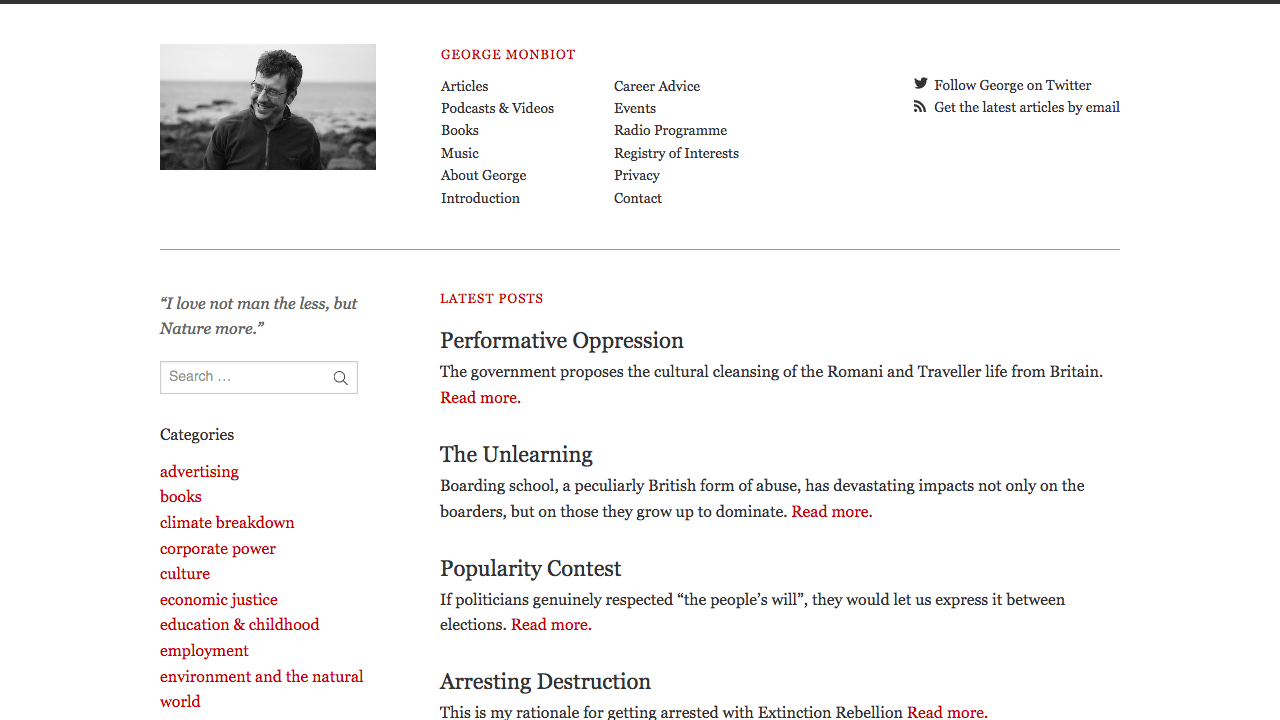 GEORGE MONBIOT
Articles
Podcasts & Videos
Books
Music
About George
Introduction
Career Advice
Events
Radio Programme
Registry of Interests
Privacy
Contact
Follow George on Twitter
Get the latest articles by email
“I love not man the less, but
Nature more.”
Search …
Categories
advertising
books
climate breakdown
corporate power
culture
economic justice
education & childhood
employment
environment and the natural
world
LATEST POSTS
Performative Oppression
The government proposes the cultural cleansing of the Romani and Traveller life from Britain.
Read more.
The Unlearning
Boarding school, a peculiarly British form of abuse, has devastating impacts not only on the
boarders, but on those they grow up to dominate. Read more.
Popularity Contest
If politicians genuinely respected “the people’s will”, they would let us express it between
elections. Read more.
Arresting Destruction
This is my rationale for getting arrested with Extinction Rebellion Read more.